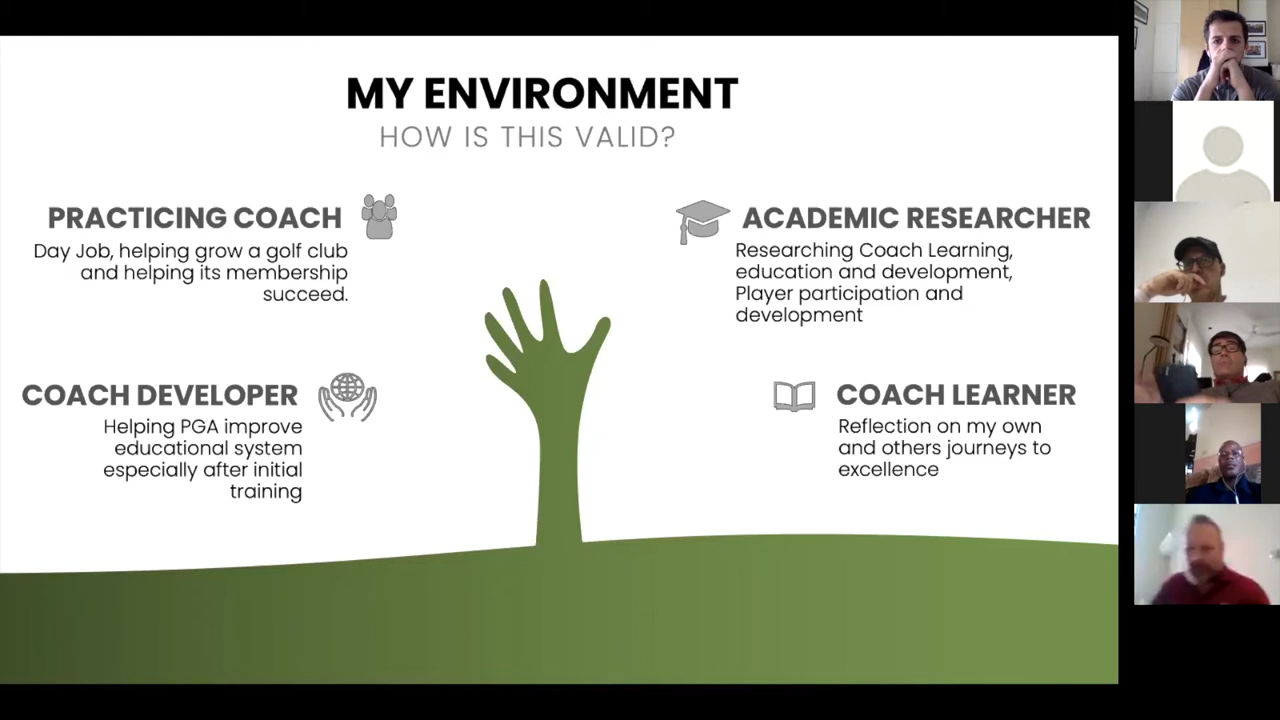 MY ENVIRONMENT
HOW IS THIS VALID?
PRACTICING COACH
Day Job, helping grow a golf club
and helping its membership
succeed.
ACADEMIC RESEARCHER
Researching Coach Learning,
education and development,
Player participation and
development
COACH DEVELOPER
Helping PGA improve
educational system
especially after initial
training
COACH LEARNER
Reflection on my own
and others journeys to
excellence